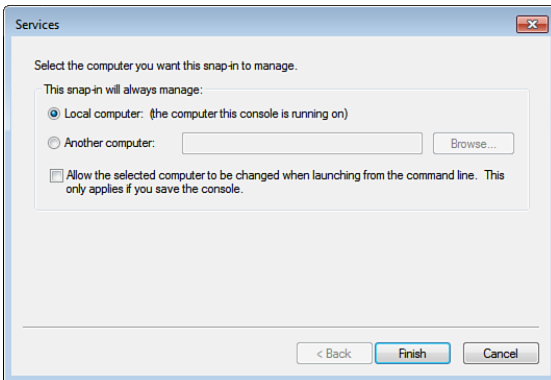 Services
Select the computer you want this snap-in to manage.
This snap-in will always manage:
Local computer: (the computer this console is running on)
Another computer:
Browse...
Allow the selected computer to be changed when launching from the command line. This
only applies if you save the console.
< Back
Finish
Cancel